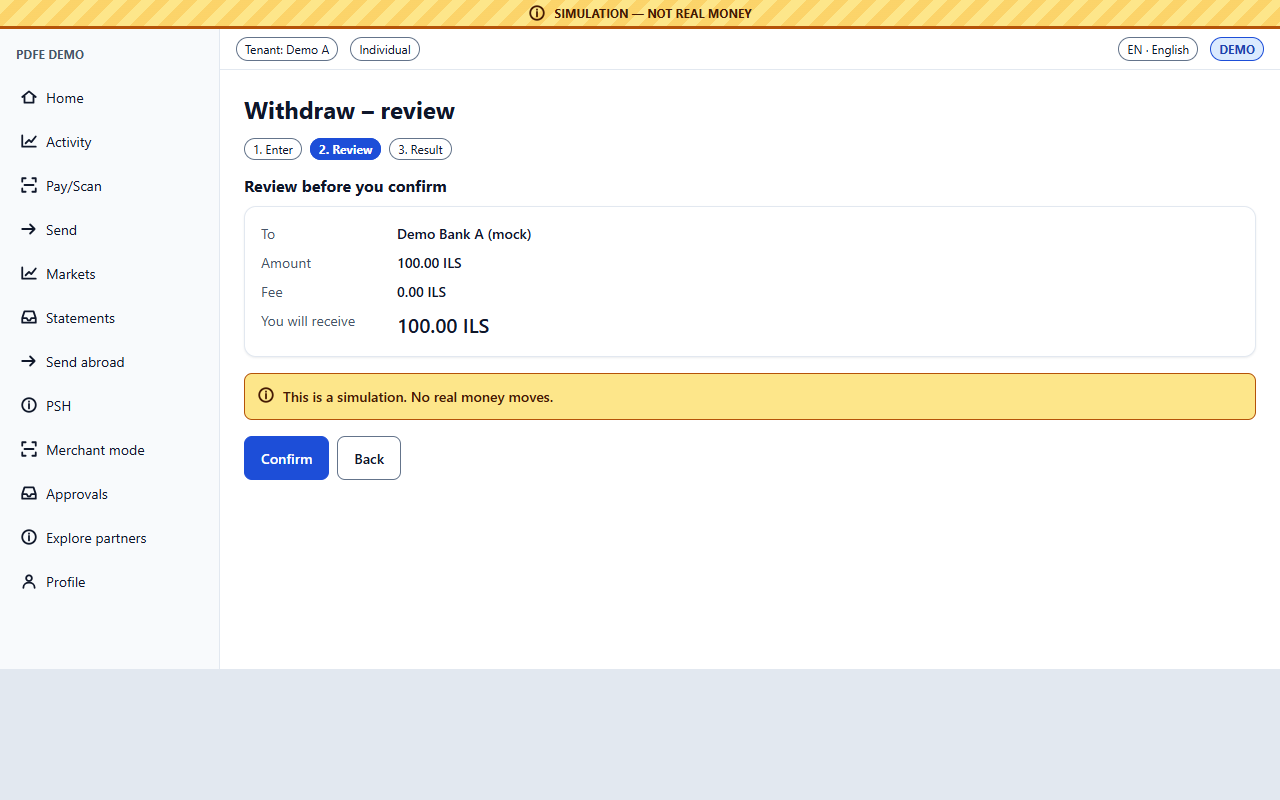 SIMULATION — NOT REAL MONEY
PDFE DEMO
Tenant: Demo A
Individual
EN · English
DEMO
Home
Activity
Pay/Scan
Send
Markets
Statements
Send abroad
PSH
Merchant mode
Approvals
Explore partners
Profile
Withdraw – review
1. Enter
2. Review
3. Result
Review before you confirm
To Demo Bank A (mock)
Amount 100.00 ILS
Fee 0.00 ILS
You will receive 100.00 ILS
This is a simulation. No real money moves.
Confirm
Back